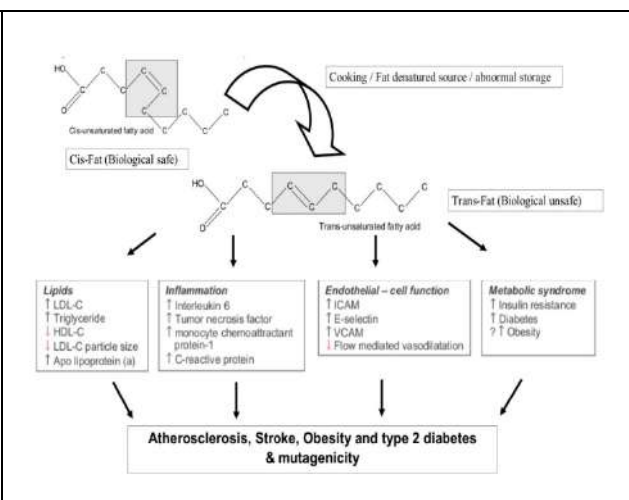 HO
C
C
C
C
C
O
C
C
C
C
C
C
Cis-unsaturated fatty acid
Cooking / Fat denatured source / abnormal storage
Cis-Fat (Biological safe)
HO
C
C
C
C
C
C
C
C
C
O
Trans-unsaturated fatty acid
Trans-Fat (Biological unsafe)
Lipids
↑ LDL-C
↑ Triglyceride
↓ HDL-C
↓ LDL-C particle size
↑ Apo lipoprotein (a)
Inflammation
↑ Interleukin 6
↑ Tumor necrosis factor
↑ monocyte chemoattractant
protein-1
↑ C-reactive protein
Endothelial – cell function
↑ ICAM
↑ E-selectin
↑ VCAM
↓ Flow mediated vasodilatation
Metabolic syndrome
↑ Insulin resistance
↑ Diabetes
? ↑ Obesity
Atherosclerosis, Stroke, Obesity and type 2 diabetes
& mutagenicity